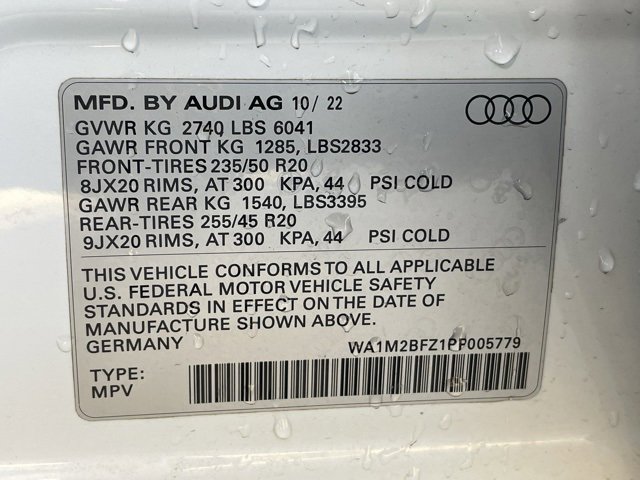 MFD. BY AUDI AG 10/ 22
GVWR KG 2740 LBS 6041
GAWR FRONT KG 1285, LBS2833
FRONT-TIRES 235/50 R20
8JX20 RIMS, AT 300 KPA, 44 PSI COLD
GAWR REAR KG 1540, LBS3395
REAR-TIRES 255/45 R20
9JX20 RIMS, AT 300 KPA, 44 PSI COLD
THIS VEHICLE CONFORMS TO ALL APPLICABLE
U.S. FEDERAL MOTOR VEHICLE SAFETY
STANDARDS IN EFFECT ON THE DATE OF
MANUFACTURE SHOWN ABOVE.
GERMANY WA1M2BFZ1PP005779
TYPE:
MPV